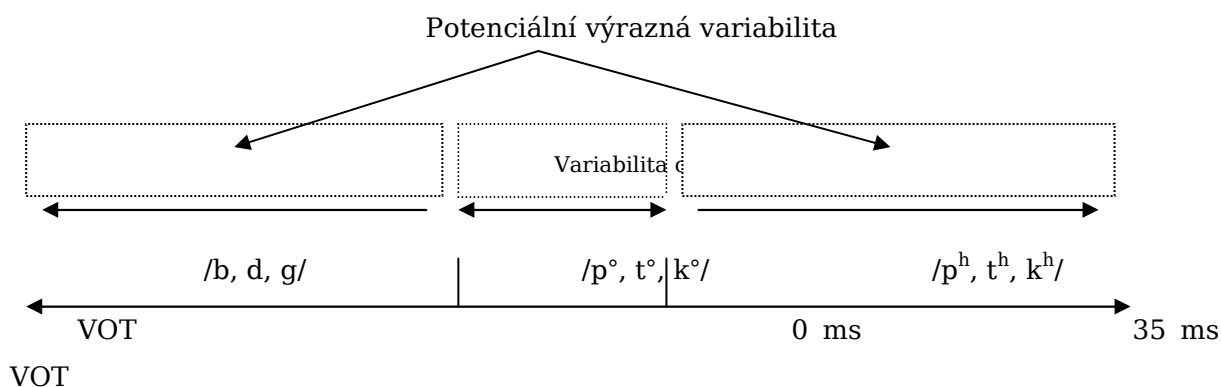 Potenciální výrazná variabilita
Variabilita
/b, d, g/ /p°, t°, k°/ /pʰ, tʰ, kʰ/
VOT 0 ms 35 ms
VOT